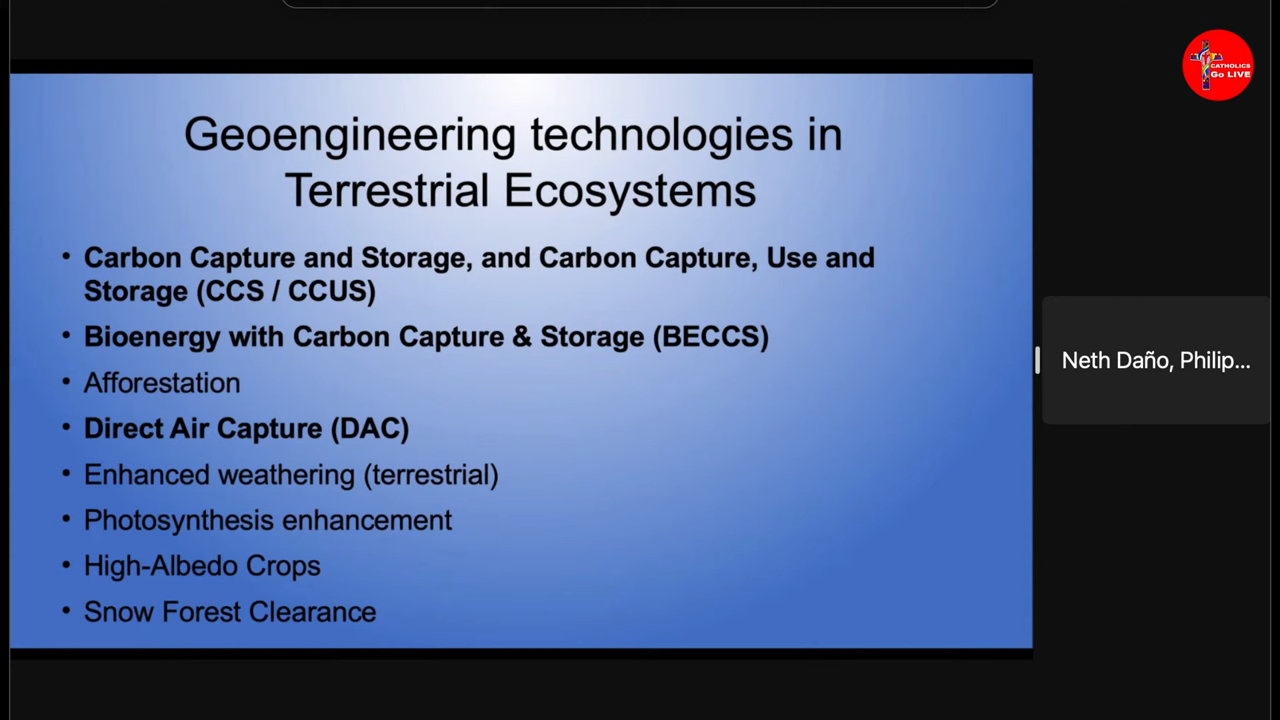 CATHOLICS
Go LIVE
Geoengineering technologies in
Terrestrial Ecosystems
• Carbon Capture and Storage, and Carbon Capture, Use and
Storage (CCS / CCUS)
• Bioenergy with Carbon Capture & Storage (BECCS)
• Afforestation
• Direct Air Capture (DAC)
• Enhanced weathering (terrestrial)
• Photosynthesis enhancement
• High-Albedo Crops
• Snow Forest Clearance
Neth Daño, Philip...